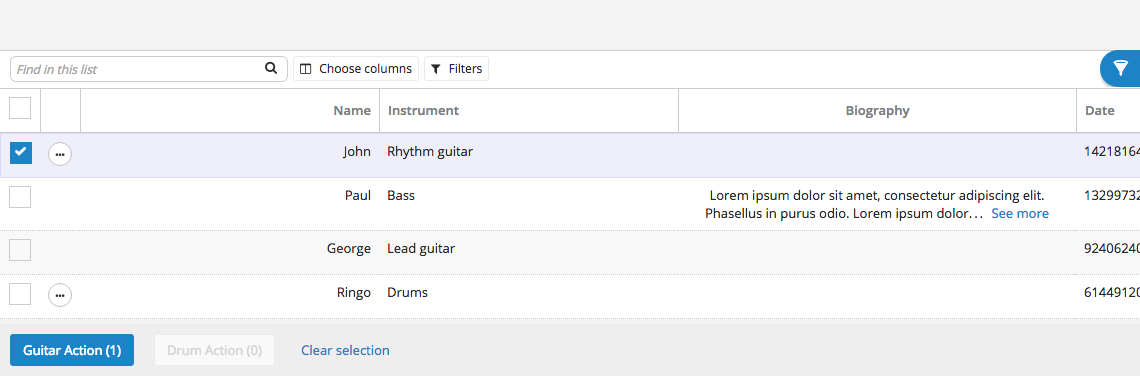 Find in this list Choose columns Filters
Name Instrument Biography Date
John Rhythm guitar 14218164
Paul Bass Lorem ipsum dolor sit amet, consectetur adipiscing elit. 13299732
Phasellus in purus odio. Lorem ipsum dolor... See more
George Lead guitar 92406240
Ringo Drums 61449120
Guitar Action (1) Drum Action (0) Clear selection